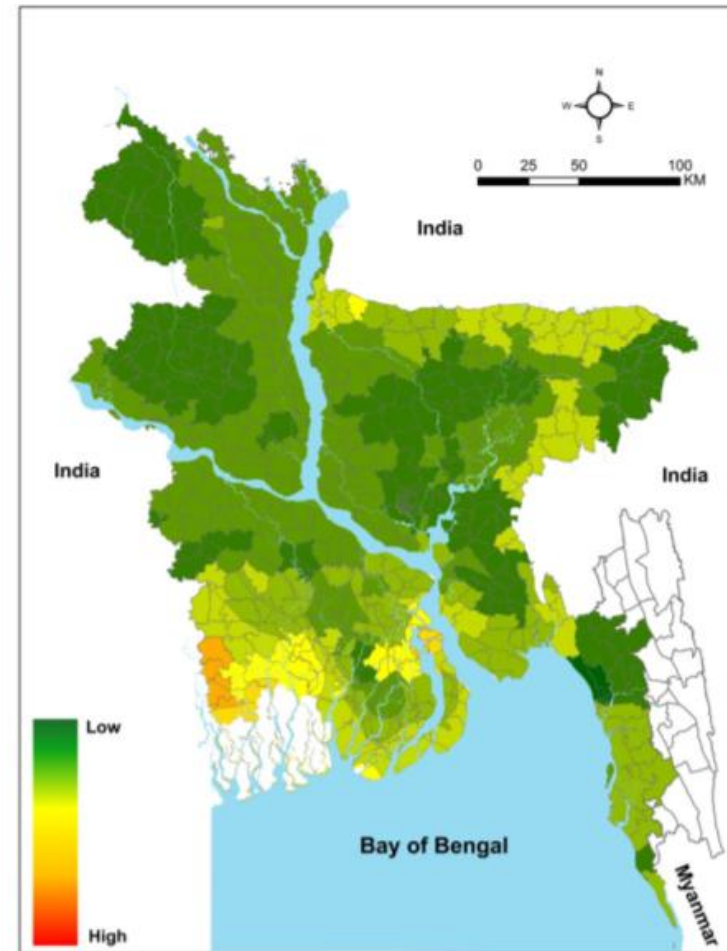 N
W E
S
0 25 50 100
KM
India
India
India
Low
High
Bay of Bengal
Myanmar